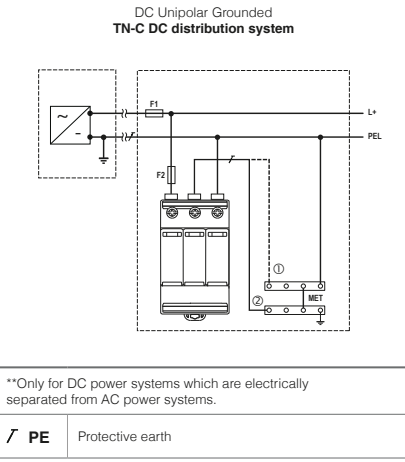 DC Unipolar Grounded
TN-C DC distribution system
F1
L+
~
-
PEL
F2
①
②
MET
**Only for DC power systems which are electrically
separated from AC power systems.
PE
Protective earth